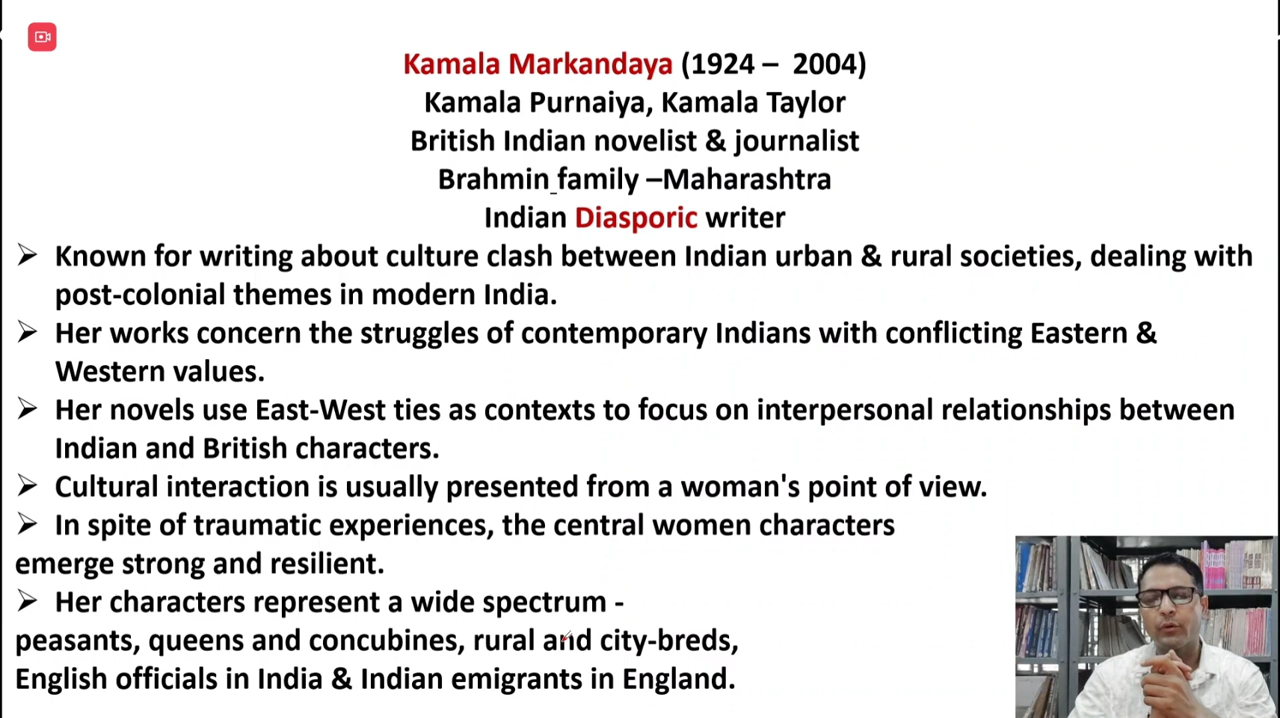 Kamala Markandaya (1924 – 2004)
Kamala Purnaiya, Kamala Taylor
British Indian novelist & journalist
Brahmin family –Maharashtra
Indian Diasporic writer
➢ Known for writing about culture clash between Indian urban & rural societies, dealing with
post-colonial themes in modern India.
➢ Her works concern the struggles of contemporary Indians with conflicting Eastern &
Western values.
➢ Her novels use East-West ties as contexts to focus on interpersonal relationships between
Indian and British characters.
➢ Cultural interaction is usually presented from a woman's point of view.
➢ In spite of traumatic experiences, the central women characters
emerge strong and resilient.
➢ Her characters represent a wide spectrum -
peasants, queens and concubines, rural and city-breds,
English officials in India & Indian emigrants in England.